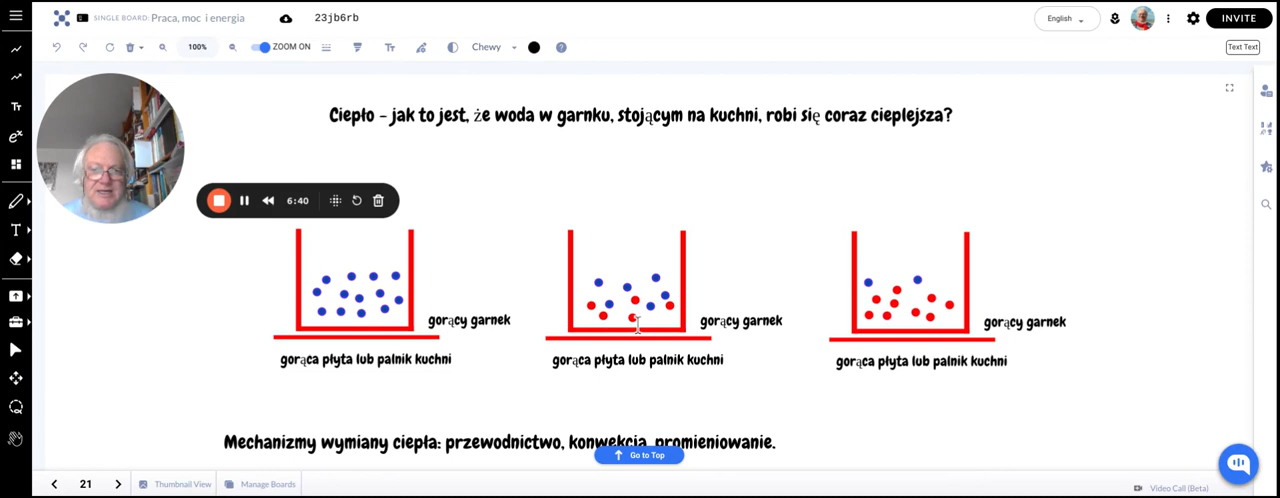 SINGLE BOARD: Praca, moc i energia
23jb6rb
English
INVITE
100%
ZOOM ON
Chewy
Text Text
Ciepło - jak to jest, że woda w garnku, stojącym na kuchni, robi się coraz cieplejsza?
6:40
gorący garnek
gorąca płyta lub palnik kuchni
gorący garnek
gorąca płyta lub palnik kuchni
gorący garnek
gorąca płyta lub palnik kuchni
Mechanizmy wymiany ciepła: przewodnictwo, konwekcja, promieniowanie.
Go to Top
21
Thumbnail View
Manage Boards
Video Call (Beta)